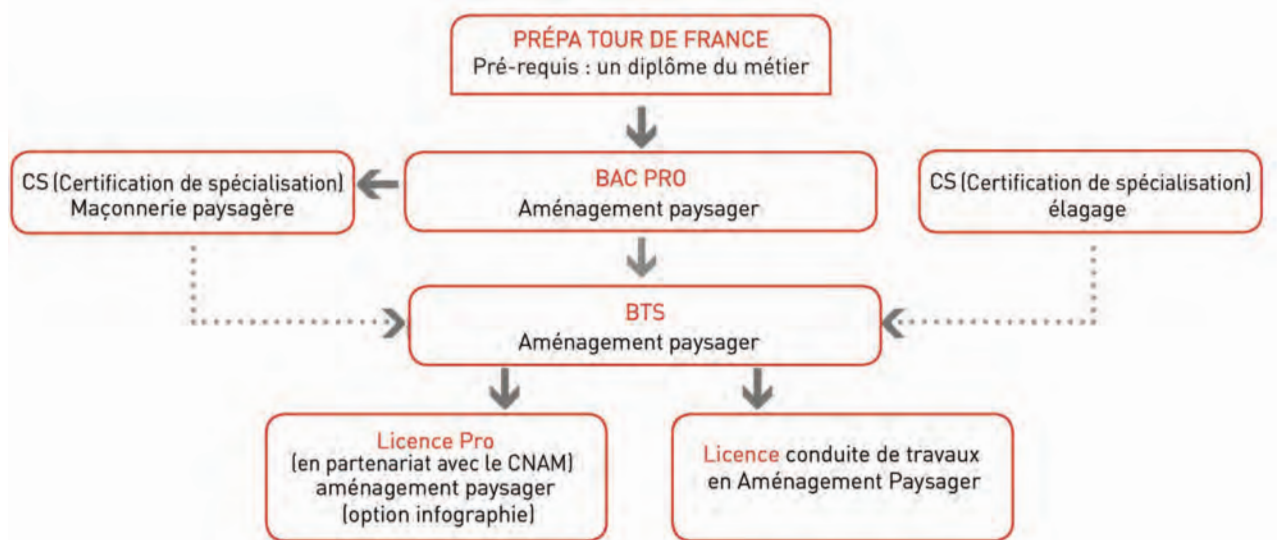 PRÉPA TOUR DE FRANCE
Pré-requis : un diplôme du métier
CS (Certification de spécialisation)
Maçonnerie paysagère
BAC PRO
Aménagement paysager
CS (Certification de spécialisation)
élagage
BTS
Aménagement paysager
Licence Pro
(en partenariat avec le CNAM)
aménagement paysager
(option infographie)
Licence conduite de travaux
en Aménagement Paysager